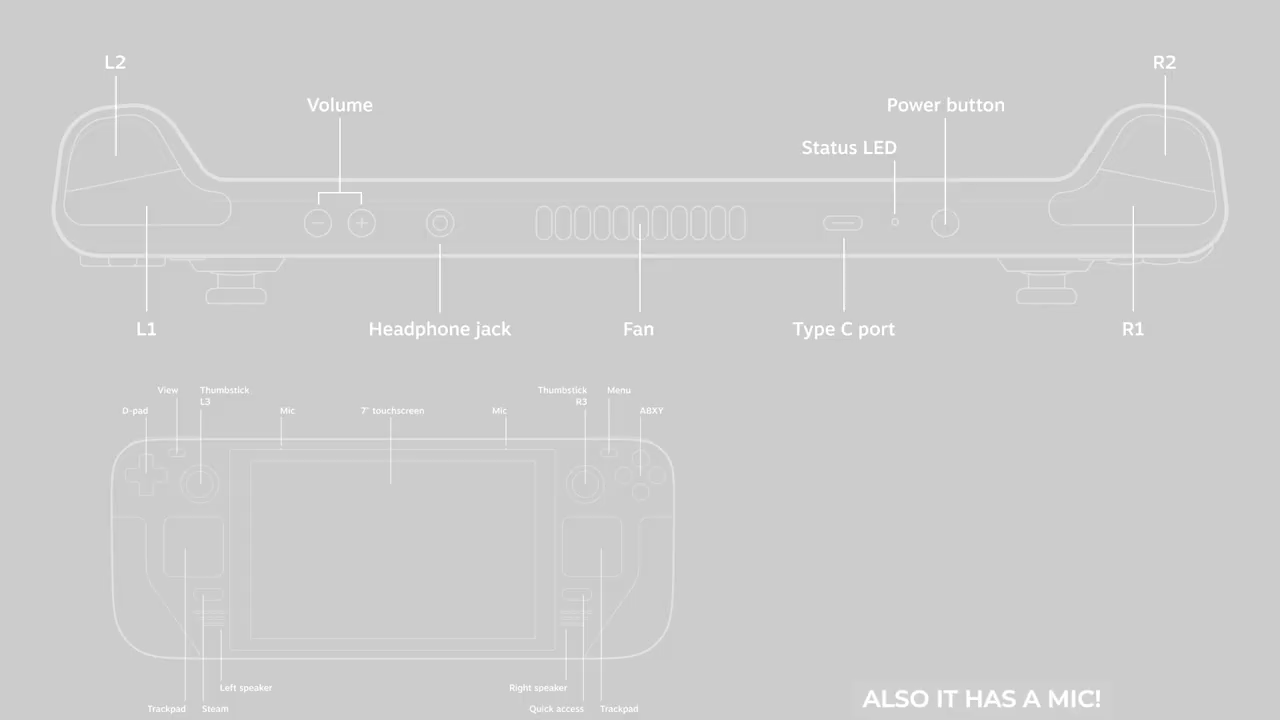 L2
R2
Volume
Power button
Status LED
L1
Headphone jack
Fan
Type C port
R1
View
Thumbstick
L3
Thumbstick
R3
Menu
D-pad
Mic
7" touchscreen
Mic
ABXY
Left speaker
Right speaker
Trackpad
Steam
Quick access
Trackpad
ALSO IT HAS A MIC!